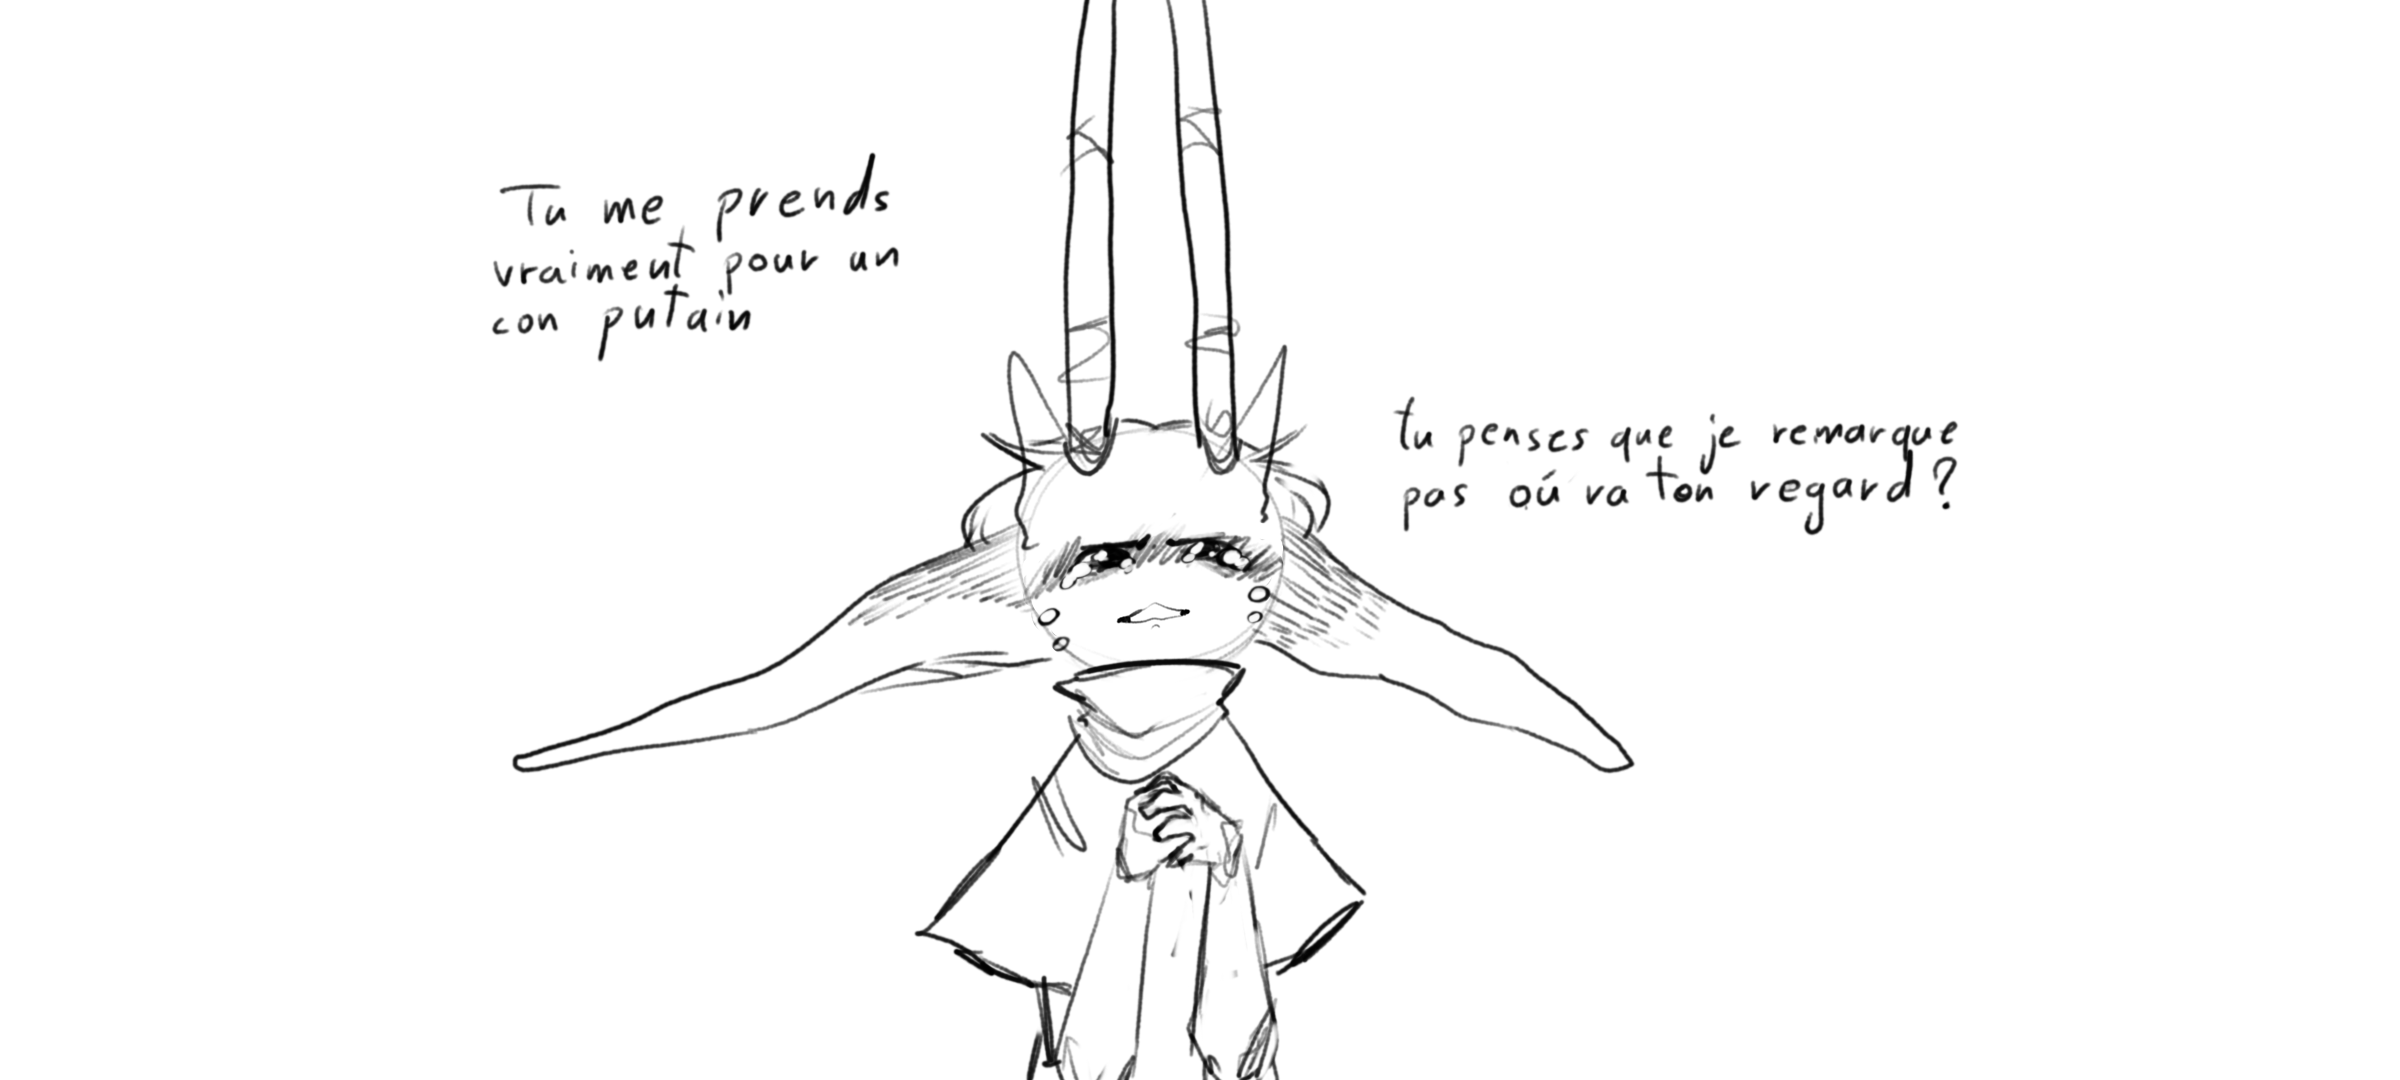 Tu me prends
vraiment pour un
con putain
tu penses que je remarque
pas oú va ton regard ?